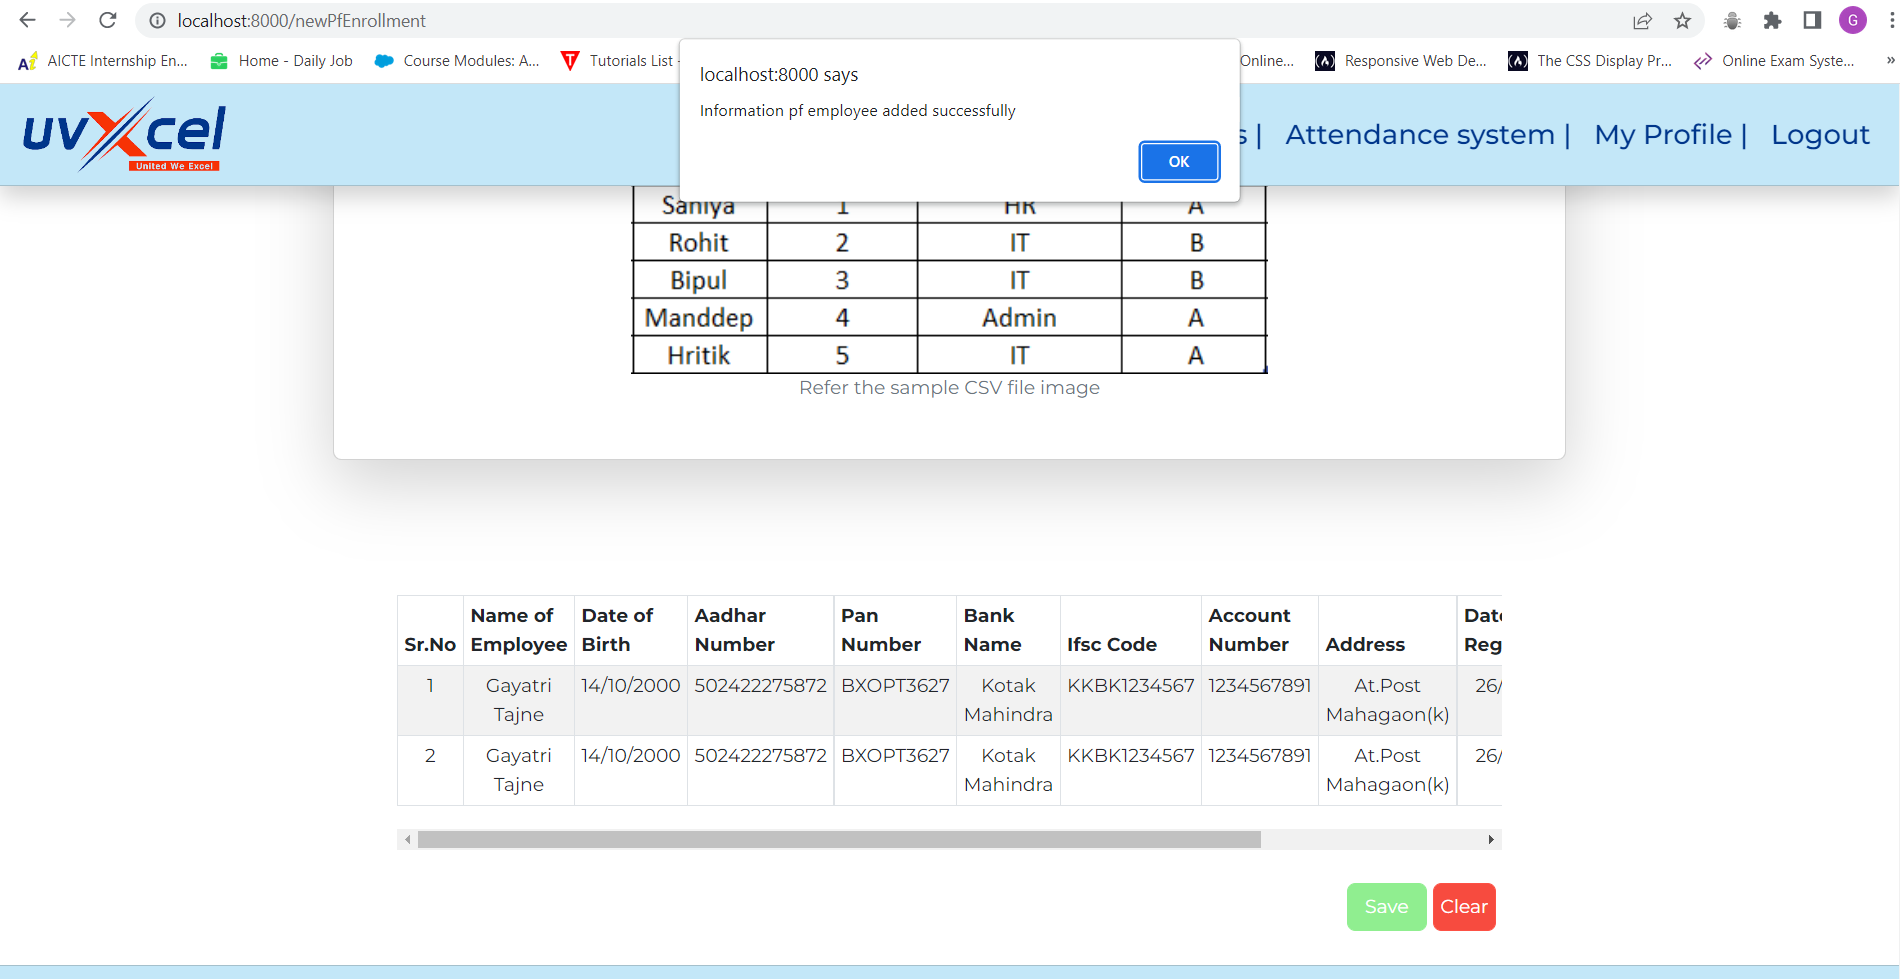 localhost:8000/newPfEnrollment
G
AICTE Internship En...
Home - Daily Job
Course Modules: A...
Tutorials List -
Online...
Responsive Web De...
The CSS Display Pr...
Online Exam Syste...
»
localhost:8000 says
Information pf employee added successfully
OK
uvXcel
United We Excel
s |
Attendance system |
My Profile |
Logout
Saniya 1 HR A
Rohit 2 IT B
Bipul 3 IT B
Manddep 4 Admin A
Hritik 5 IT A
Refer the sample CSV file image
Name of Date of Aadhar Pan Bank Account Date
Sr.No Employee Birth Number Number Name Ifsc Code Number Address Reg
1 Gayatri 14/10/2000 502422275872 BXOPT3627 Kotak KKBK1234567 1234567891 At.Post 26/
Tajne Mahindra Mahagaon(k)
2 Gayatri 14/10/2000 502422275872 BXOPT3627 Kotak KKBK1234567 1234567891 At.Post 26/
Tajne Mahindra Mahagaon(k)
Save
Clear